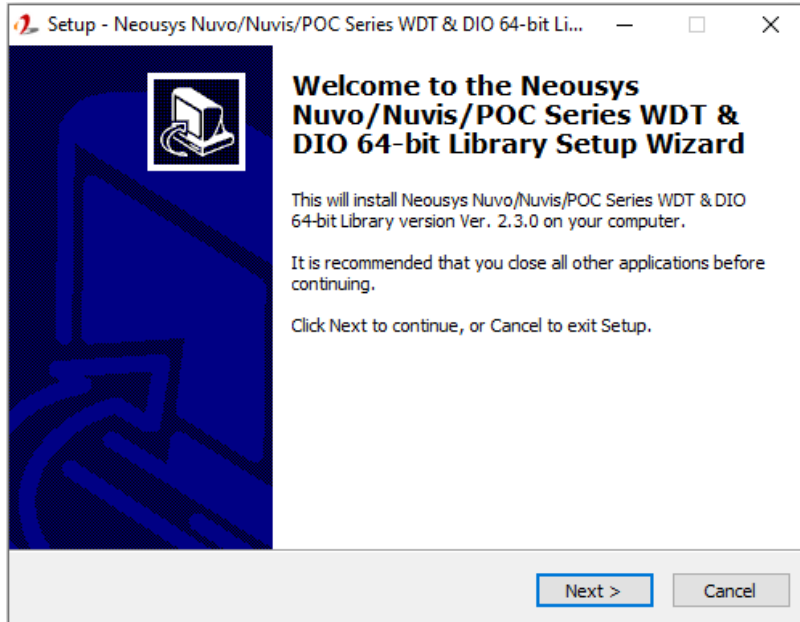 Setup - Neousys Nuvo/Nuvis/POC Series WDT & DIO 64-bit Li...
Welcome to the Neousys
Nuvo/Nuvis/POC Series WDT &
DIO 64-bit Library Setup Wizard
This will install Neousys Nuvo/Nuvis/POC Series WDT & DIO
64-bit Library version Ver. 2.3.0 on your computer.
It is recommended that you close all other applications before
continuing.
Click Next to continue, or Cancel to exit Setup.
Next >
Cancel